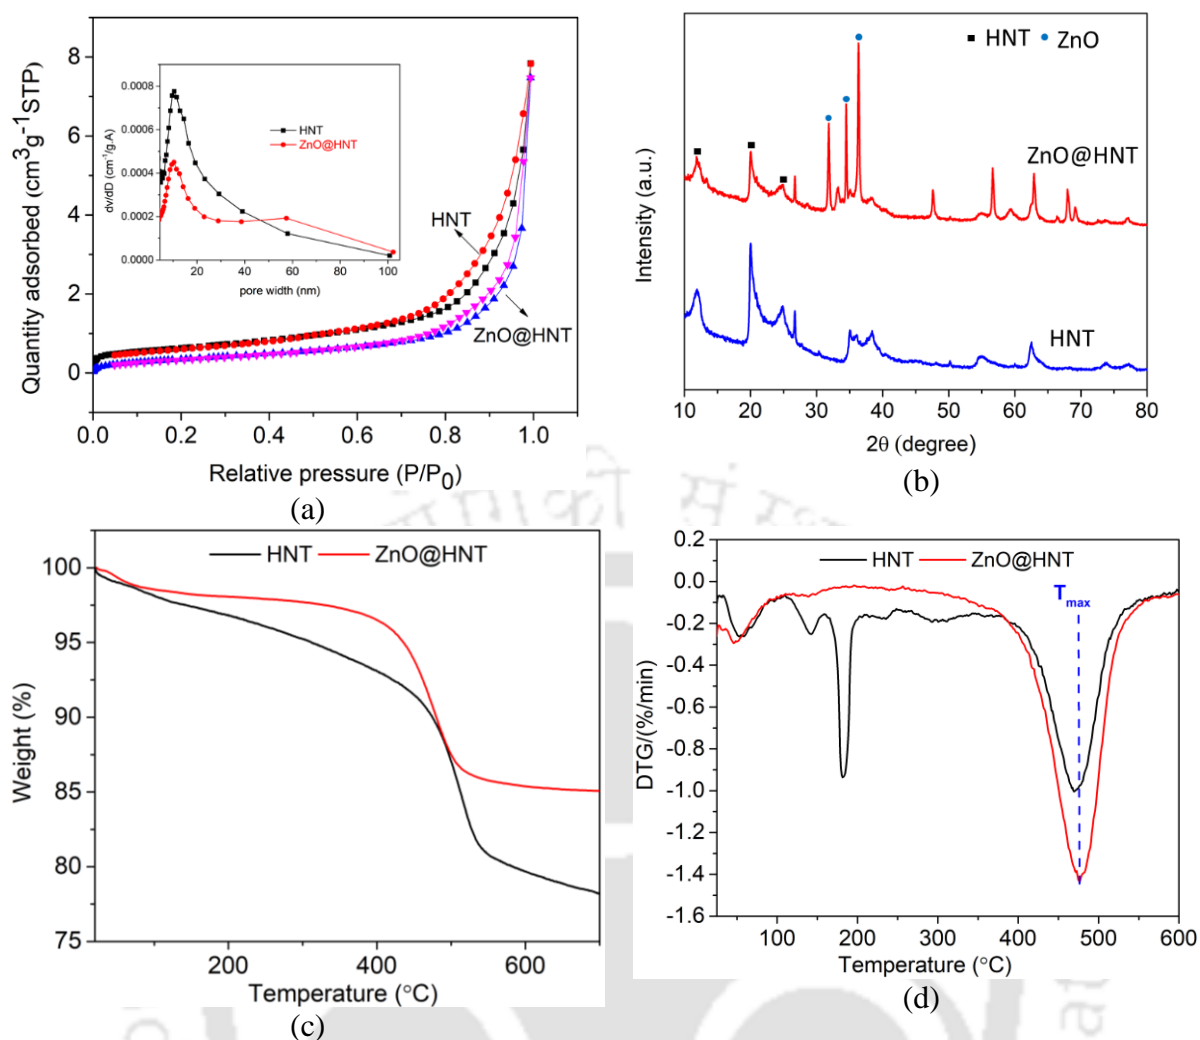 8
6
4
2
0
0.0 0.2 0.4 0.6 0.8 1.0
Quantity adsorbed (cm³g⁻¹STP)
Relative pressure (P/P₀)
HNT
ZnO@HNT
0.0008
0.0006
0.0004
0.0002
0.0000
20 40 60 80 100
dv/dD (cm⁻¹/g.A)
pore width (nm)
HNT
ZnO@HNT
(a)
HNT ZnO
ZnO@HNT
HNT
Intensity (a.u.)
10 20 30 40 50 60 70 80
2θ (degree)
(b)
HNT ZnO@HNT
100
95
90
85
80
75
Weight (%)
200 400 600
Temperature (°C)
(c)
HNT ZnO@HNT
Tmax
0.2
0.0
-0.2
-0.4
-0.6
-0.8
-1.0
-1.2
-1.4
-1.6
DTG/(%/min)
100 200 300 400 500 600
Temperature (°C)
(d)